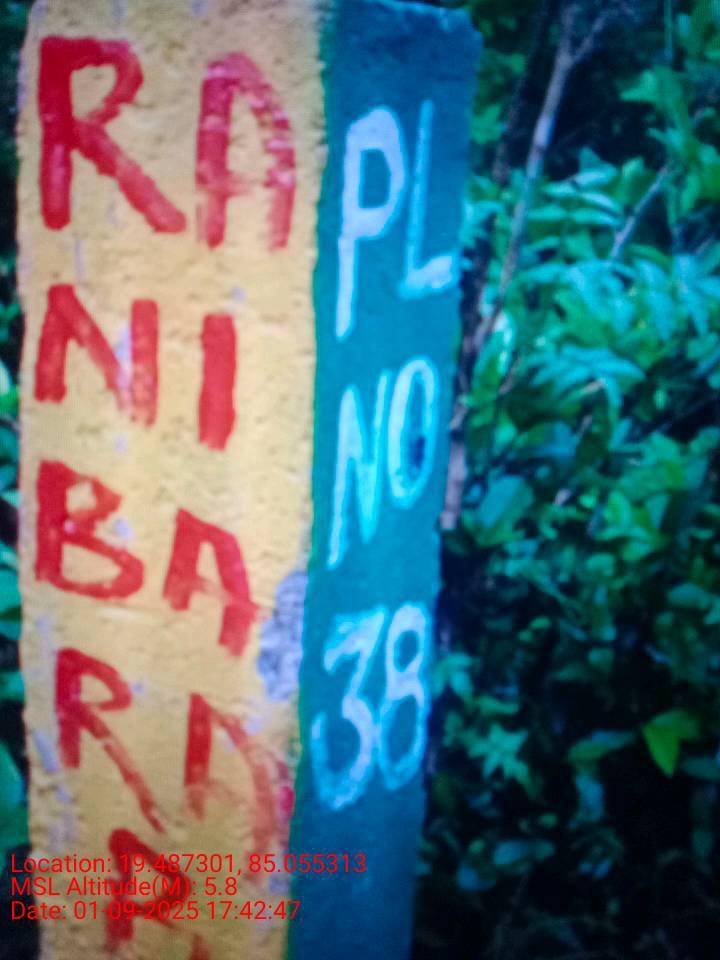 RA
NI
BA
RA
PL
NO
38
Location: 19.487301, 85.055313
MSL Altitude(M): 5.8
Date: 01-09-2025 17:42:47